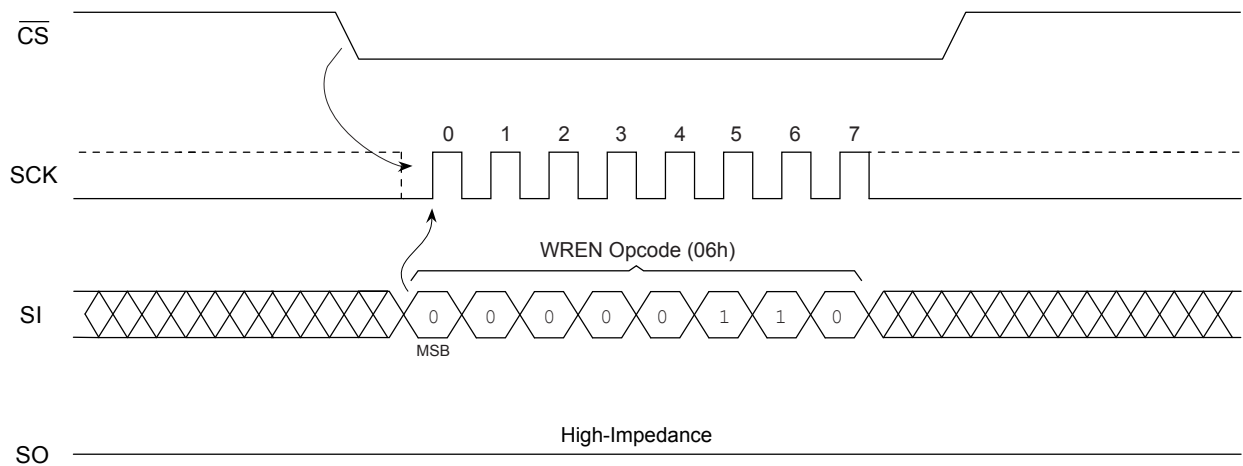 CS
0 1 2 3 4 5 6 7
SCK
WREN Opcode (06h)
SI
0 0 0 0 0 1 1 0
MSB
High-Impedance
SO